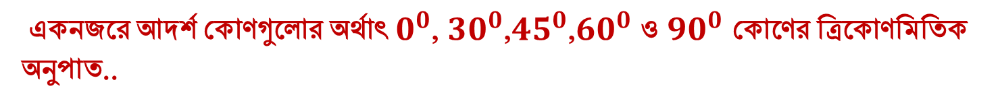 একনজরে আদর্শ কোণগুলোর অর্থাৎ 0⁰, 30⁰,45⁰,60⁰ ও 90⁰ কোণের ত্রিকোণমিতিক
অনুপাত..